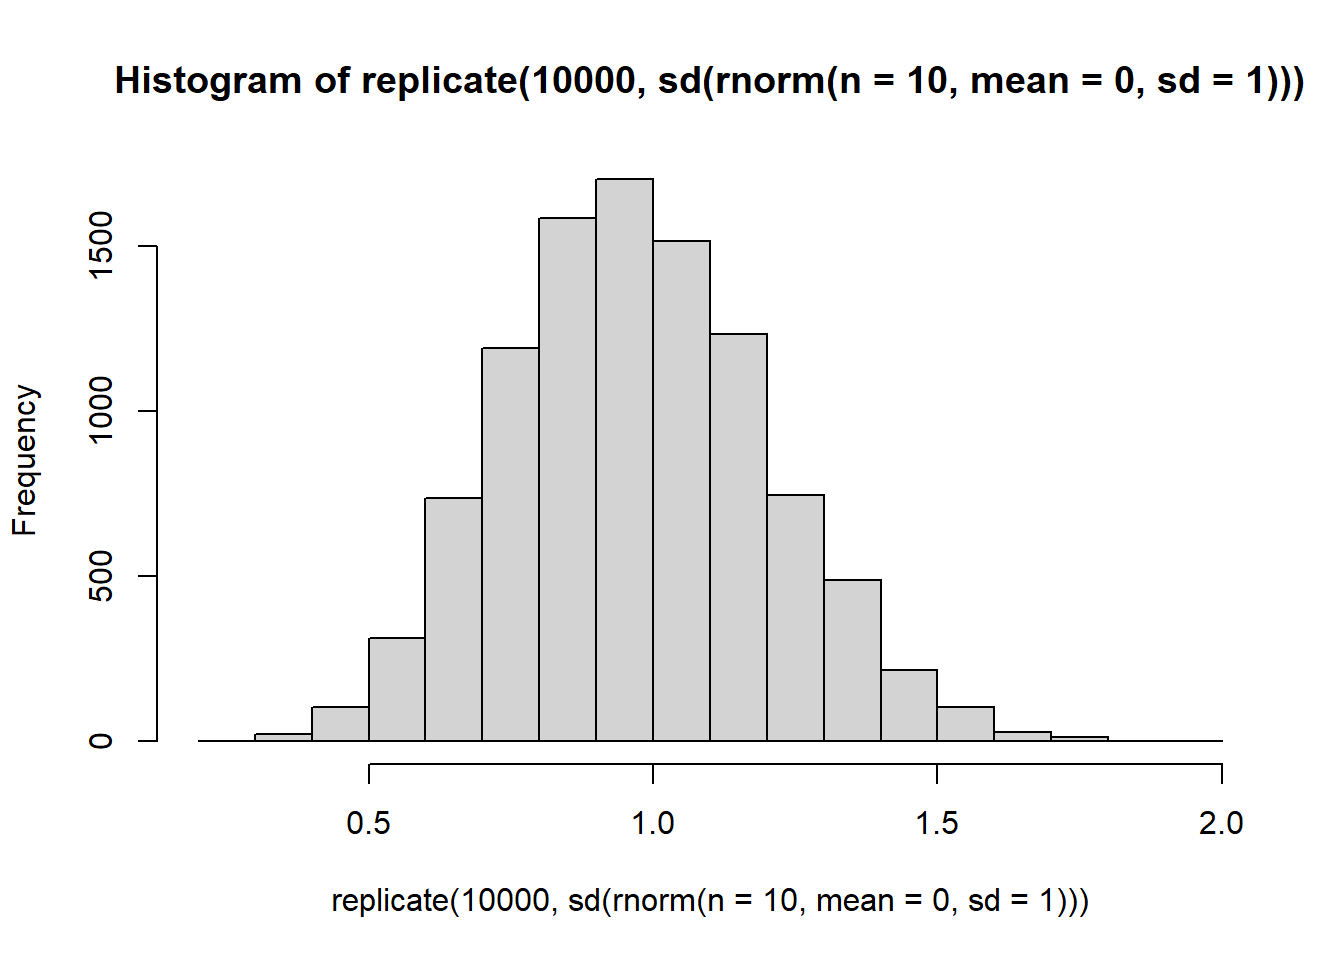 Histogram of replicate(10000, sd(rnorm(n = 10, mean = 0, sd = 1)))
Frequency
1500
1000
500
0
0.5 1.0 1.5 2.0
replicate(10000, sd(rnorm(n = 10, mean = 0, sd = 1)))